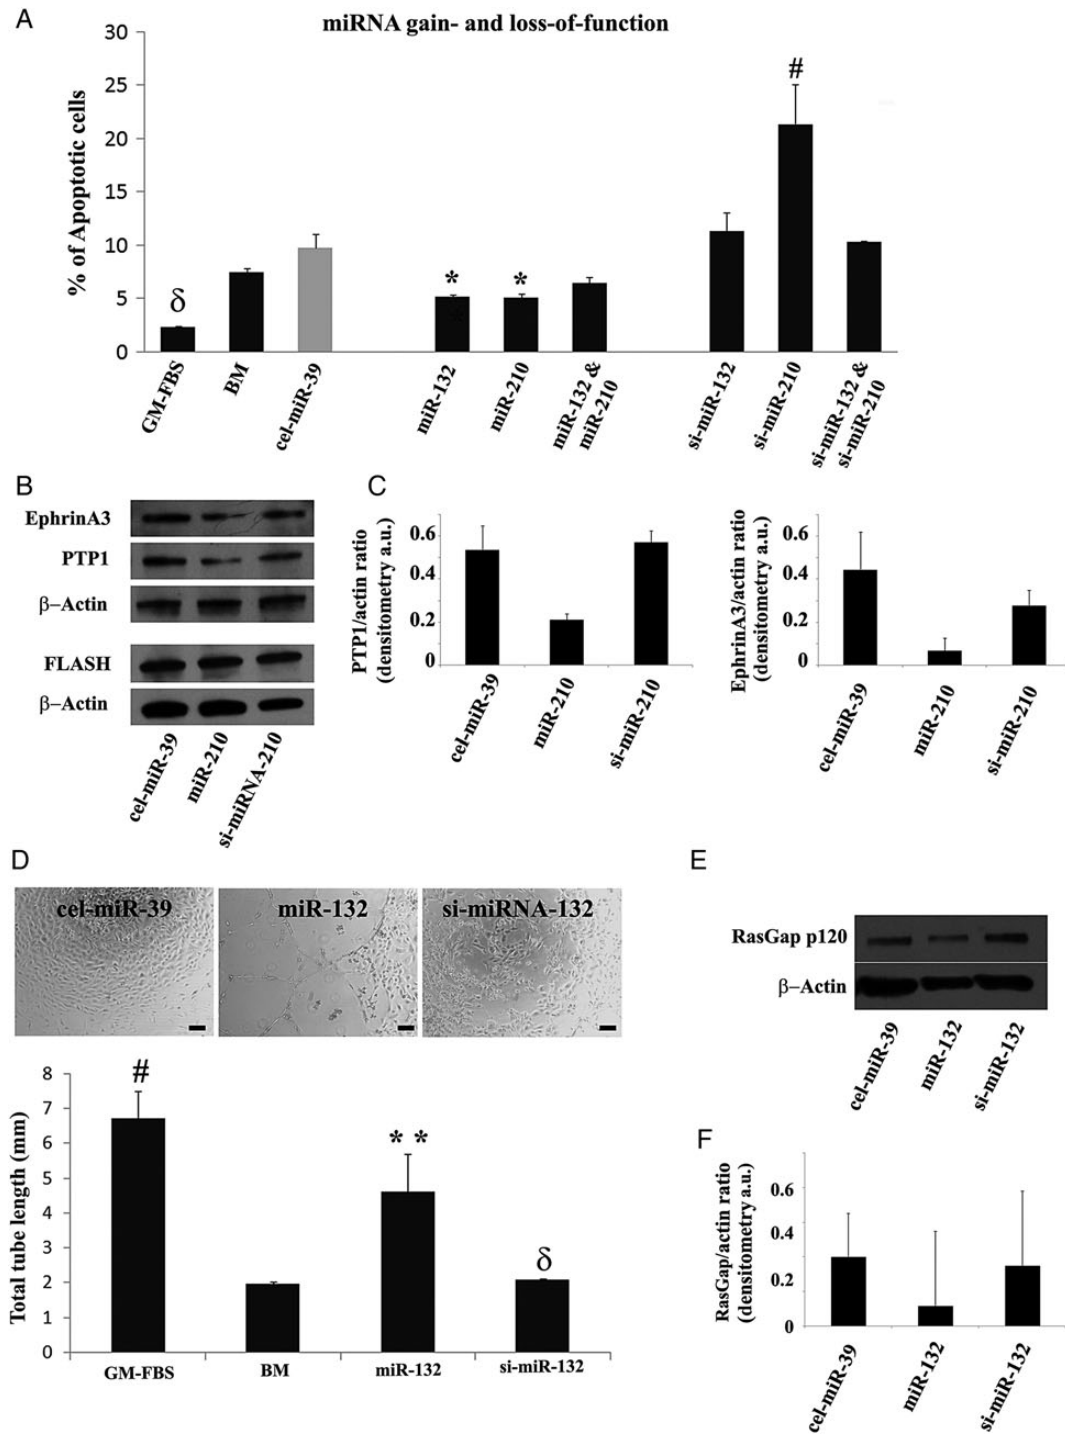 A
miRNA gain- and loss-of-function
% of Apoptotic cells
30
25
20
15
10
5
0
δ
*
*
#
GM-FBS
BM
cel-miR-39
miR-132
miR-210
miR-132 &
miR-210
si-miR-132
si-miR-210
si-miR-132 &
si-miR-210
B
EphrinA3
PTP1
β-Actin
FLASH
β-Actin
cel-miR-39
miR-210
si-miRNA-210
C
PTP1/actin ratio
(densitometry a.u.)
0.6
0.4
0.2
0
cel-miR-39
miR-210
si-miR-210
EphrinA3/actin ratio
(densitometry a.u.)
0.6
0.4
0.2
0
cel-miR-39
miR-210
si-miR-210
D
cel-miR-39
miR-132
si-miRNA-132
Total tube length (mm)
8
7
6
5
4
3
2
1
0
#
* *
δ
GM-FBS
BM
miR-132
si-miR-132
E
RasGap p120
β-Actin
cel-miR-39
miR-132
si-miR-132
F
RasGap/actin ratio
(densitometry a.u.)
0.6
0.4
0.2
0
cel-miR-39
miR-132
si-miR-132